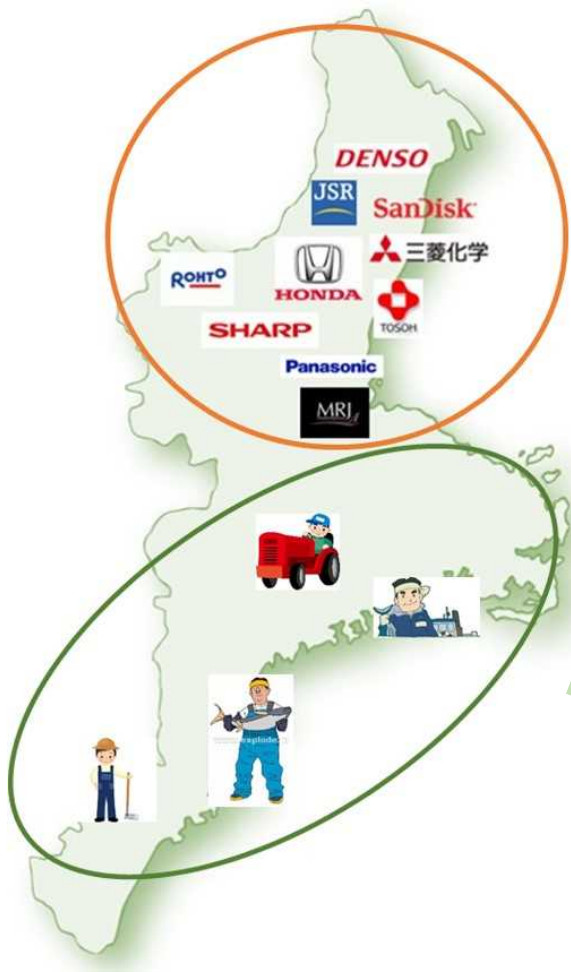 DENSO
JSR
SanDisk
三菱化学
ROHTO
HONDA
TOSOH
SHARP
Panasonic
MRJ